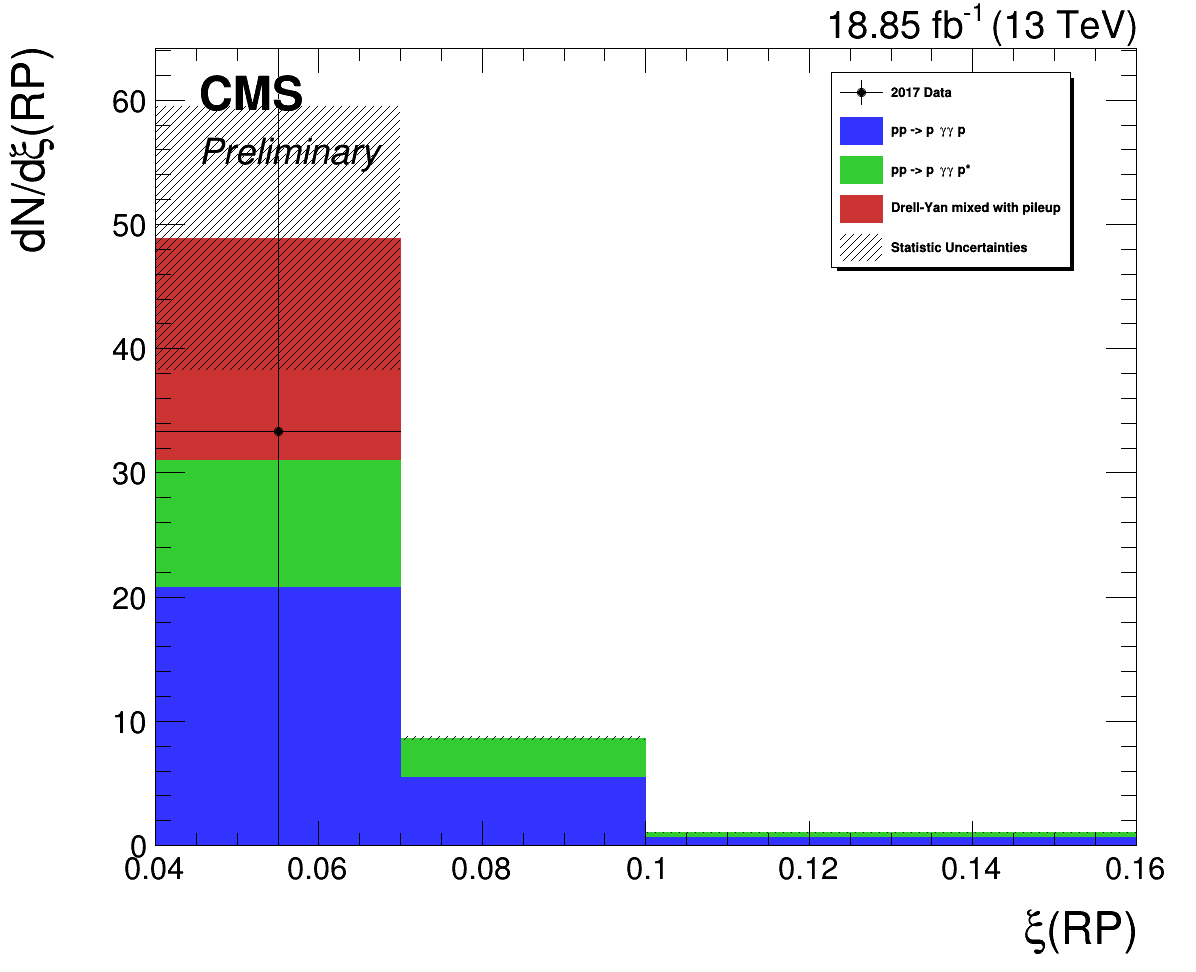 18.85 fb⁻¹ (13 TeV)
dN/dξ(RP)
CMS
Preliminary
2017 Data
pp -> p γγ p
pp -> p γγ p*
Drell-Yan mixed with pileup
Statistic Uncertainties
60
50
40
30
20
10
0
0.04 0.06 0.08 0.1 0.12 0.14 0.16
ξ(RP)